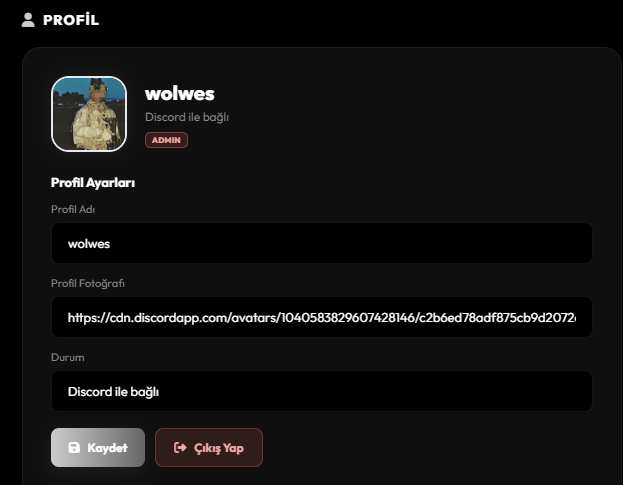 PROFİL
wolwes
Discord ile bağlı
ADMIN
Profil Ayarları
Profil Adı
wolwes
Profil Fotoğrafı
https://cdn.discordapp.com/avatars/1040583829607428146/c2b6ed78adf875cb9d2072
Durum
Discord ile bağlı
Kaydet
Çıkış Yap